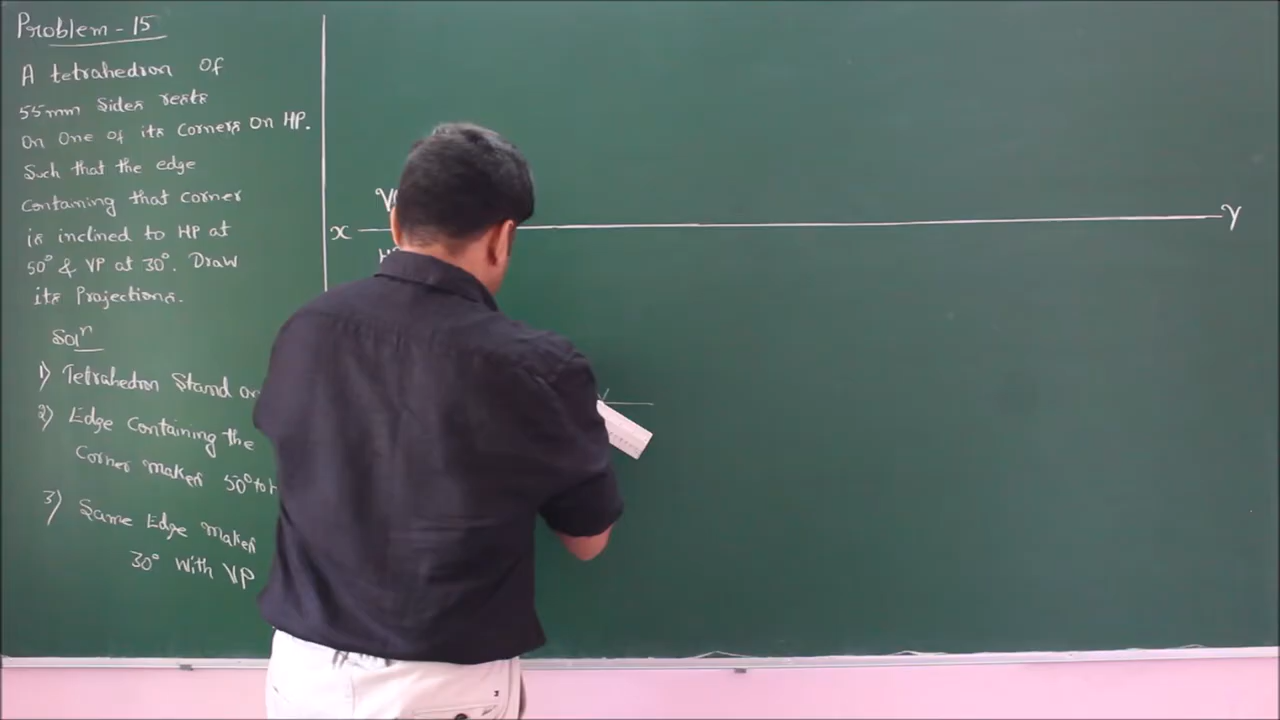 Problem - 15
A tetrahedron of
55mm Sides rests
On One of its Corners on HP.
Such that the edge
Containing that corner
is inclined to HP at
50° & VP at 30°. Draw
its Projections.
Solⁿ
1) Tetrahedron Stand
2) Edge Containing the
Corner makes 50° to
3) Same Edge makes
30° with VP
X Y